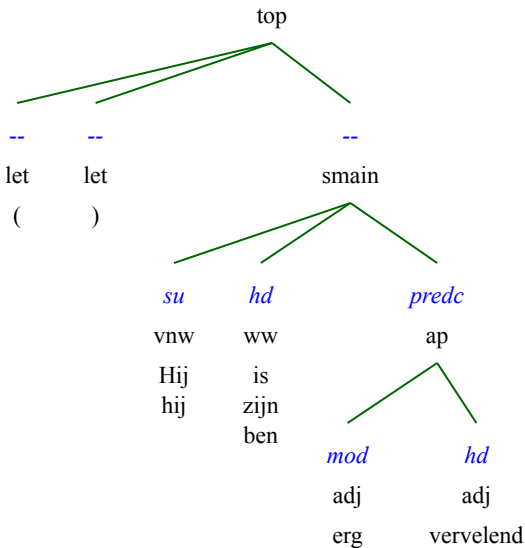 top
-- -- --
let let smain
( )
su hd predc
vnw ww ap
Hij is
hij zijn
ben
mod hd
adj adj
erg vervelend